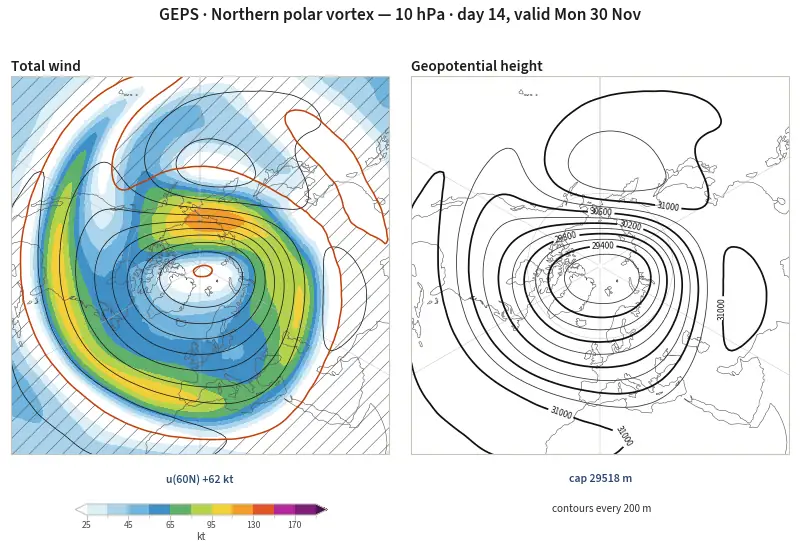 GEPS · Northern polar vortex — 10 hPa · day 14, valid Mon 30 Nov
Total wind
Geopotential height
31000
30600
30200
29800
29400
31000
31000
31000
u(60N) +62 kt
cap 29518 m
contours every 200 m
25 45 65 95 130 170
kt